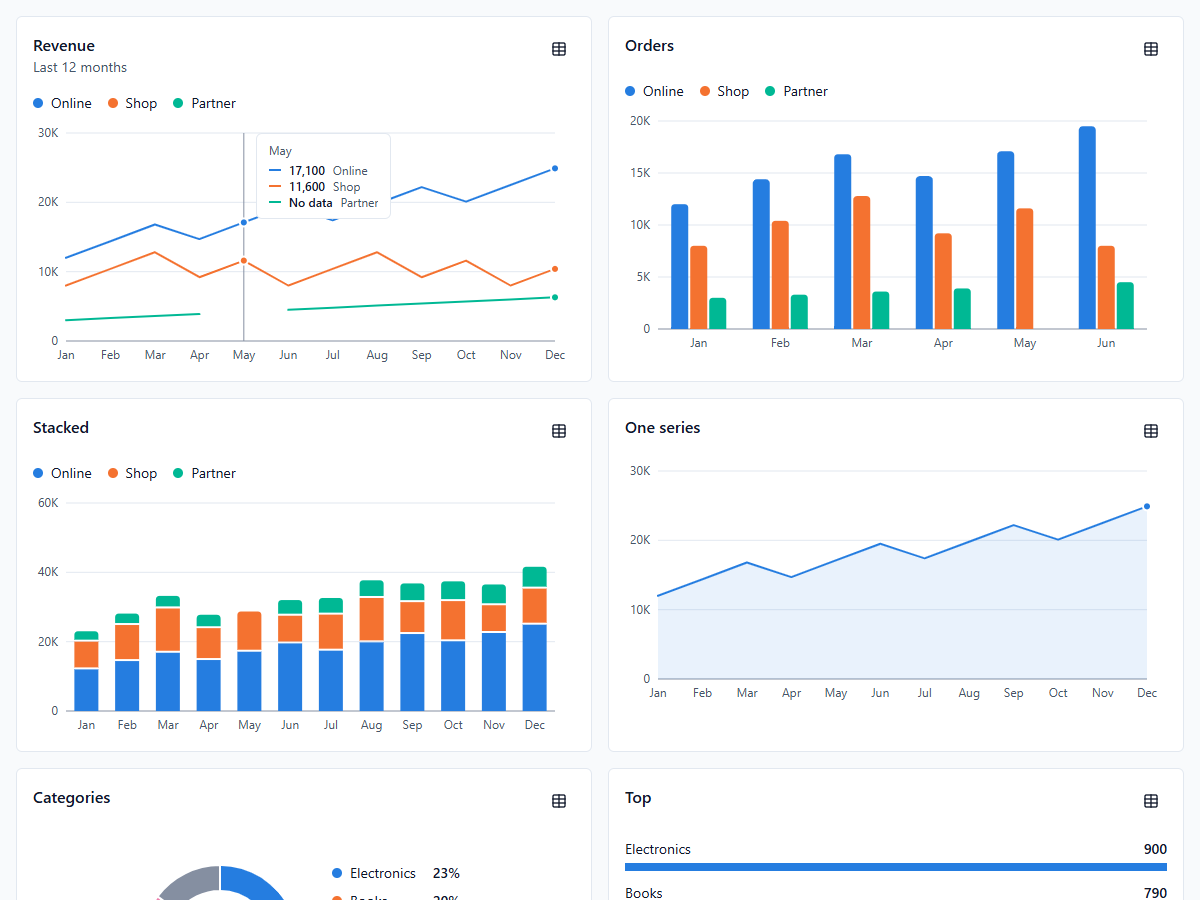 Revenue
Last 12 months
Online Shop Partner
30K
20K
10K
0
May
17,100 Online
11,600 Shop
No data Partner
Jan Feb Mar Apr May Jun Jul Aug Sep Oct Nov Dec
Orders
Online Shop Partner
20K
15K
10K
5K
0
Jan Feb Mar Apr May Jun
Stacked
Online Shop Partner
60K
40K
20K
0
Jan Feb Mar Apr May Jun Jul Aug Sep Oct Nov Dec
One series
30K
20K
10K
0
Jan Feb Mar Apr May Jun Jul Aug Sep Oct Nov Dec
Categories
Electronics 23%
Books 20%
Top
Electronics 900
Books 790